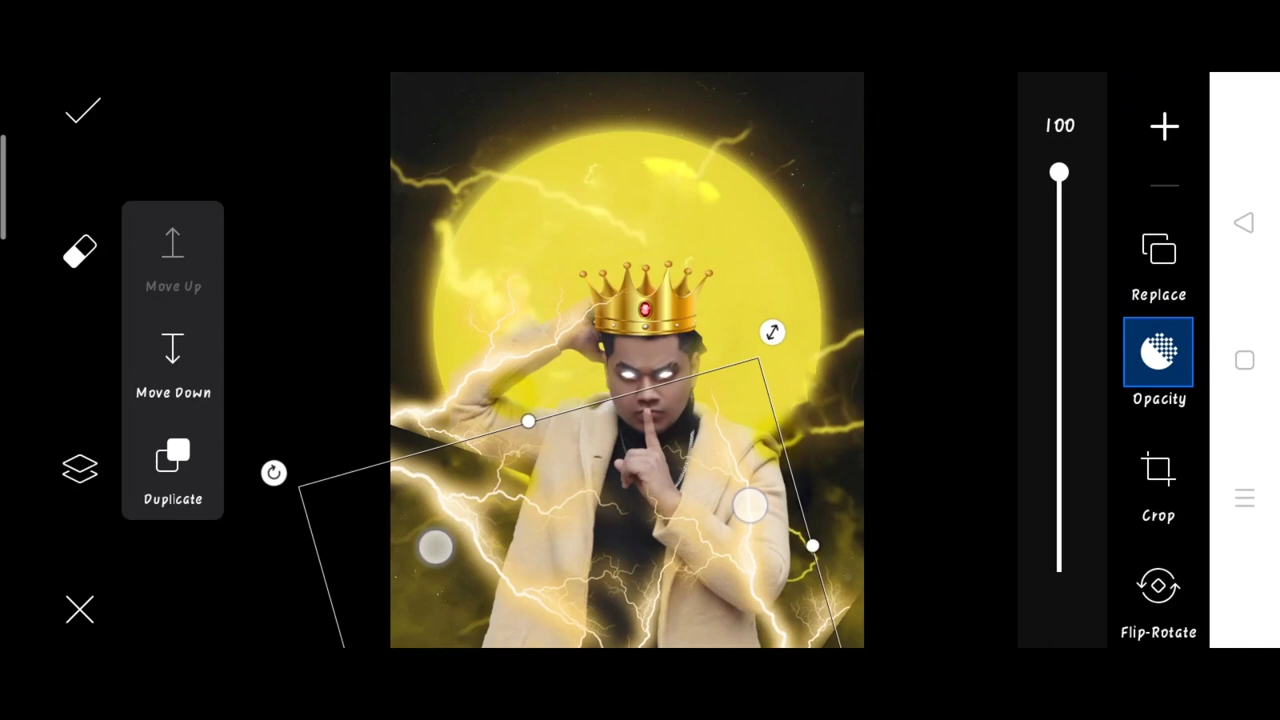 Move Up
Move Down
Duplicate
100
Replace
Opacity
Crop
Flip-Rotate